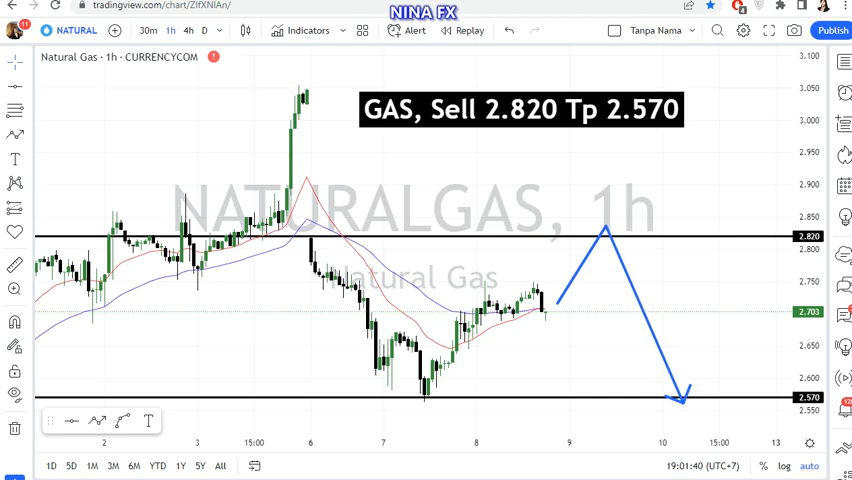 NINA FX
tradingview.com/chart/ZIfXNIAn/
11
NATURAL
30m 1h 4h D
Indicators
Alert
Replay
Tanpa Nama
Publish
Natural Gas · 1h · CURRENCYCOM
GAS, Sell 2.820 Tp 2.570
NATURALGAS, 1h
Natural Gas
3.100
3.050
3.000
2.950
2.900
2.850
2.820
2.800
2.750
2.703
2.650
2.600
2.570
2.550
2 3 15:00 6 7 8 9 10 15:00 13
1D 5D 1M 3M 6M YTD 1Y 5Y All
19:01:40 (UTC+7)
% log auto